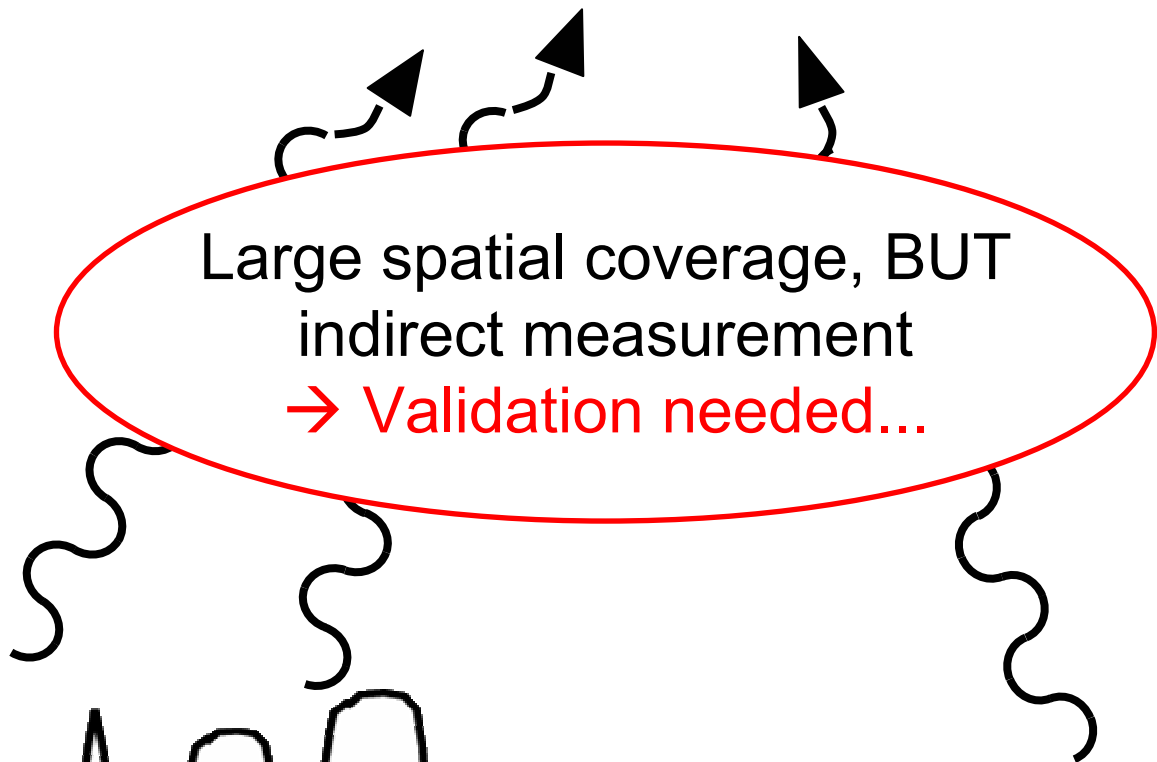 Large spatial coverage, BUT
indirect measurement
→ Validation needed...